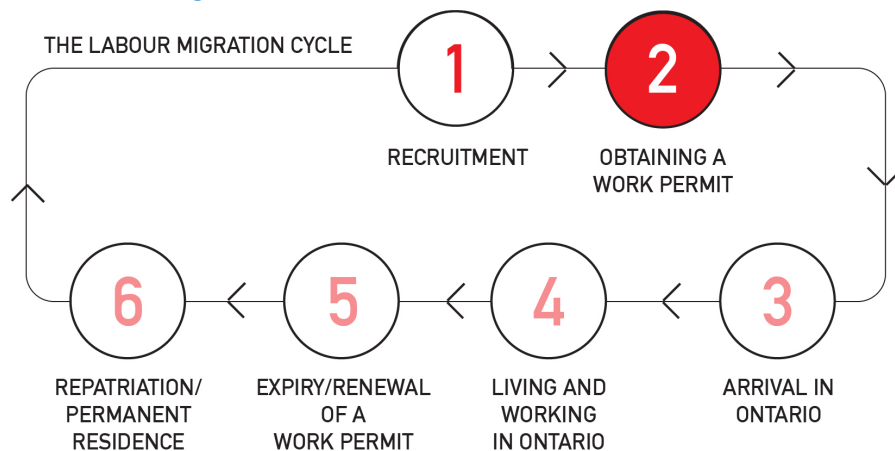 THE LABOUR MIGRATION CYCLE
1
2
RECRUITMENT
OBTAINING A
WORK PERMIT
6
5
4
3
REPATRIATION/
PERMANENT
RESIDENCE
EXPIRY/RENEWAL
OF A
WORK PERMIT
LIVING AND
WORKING
IN ONTARIO
ARRIVAL IN
ONTARIO